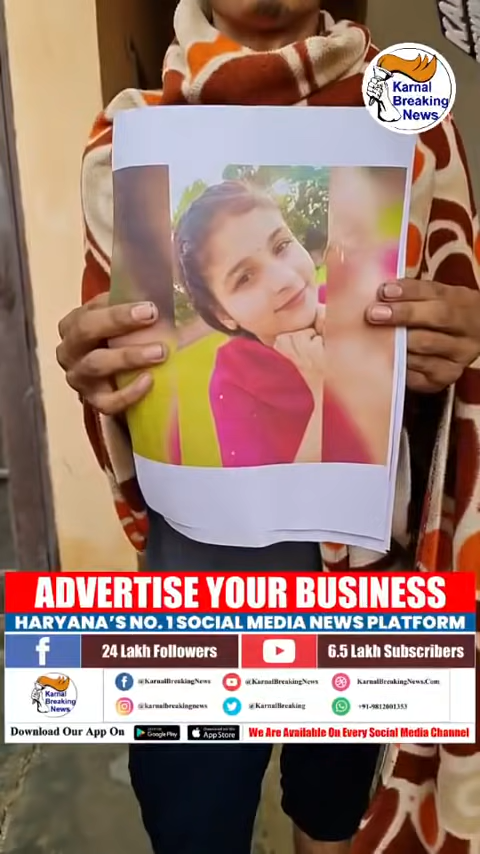 KAR
Karnal
Breaking
News
ADVERTISE YOUR BUSINESS
HARYANA'S NO. 1 SOCIAL MEDIA NEWS PLATFORM
f 24 Lakh Followers 6.5 Lakh Subscribers
Karnal
Breaking
News
@KarnalBreakingNews @KarnalBreakingNews KarnalBreakingNews.Com
@karnalbreakingnews @KarnalBreaking +91-9812001353
Download Our App On Google Play App Store We Are Available On Every Social Media Channel